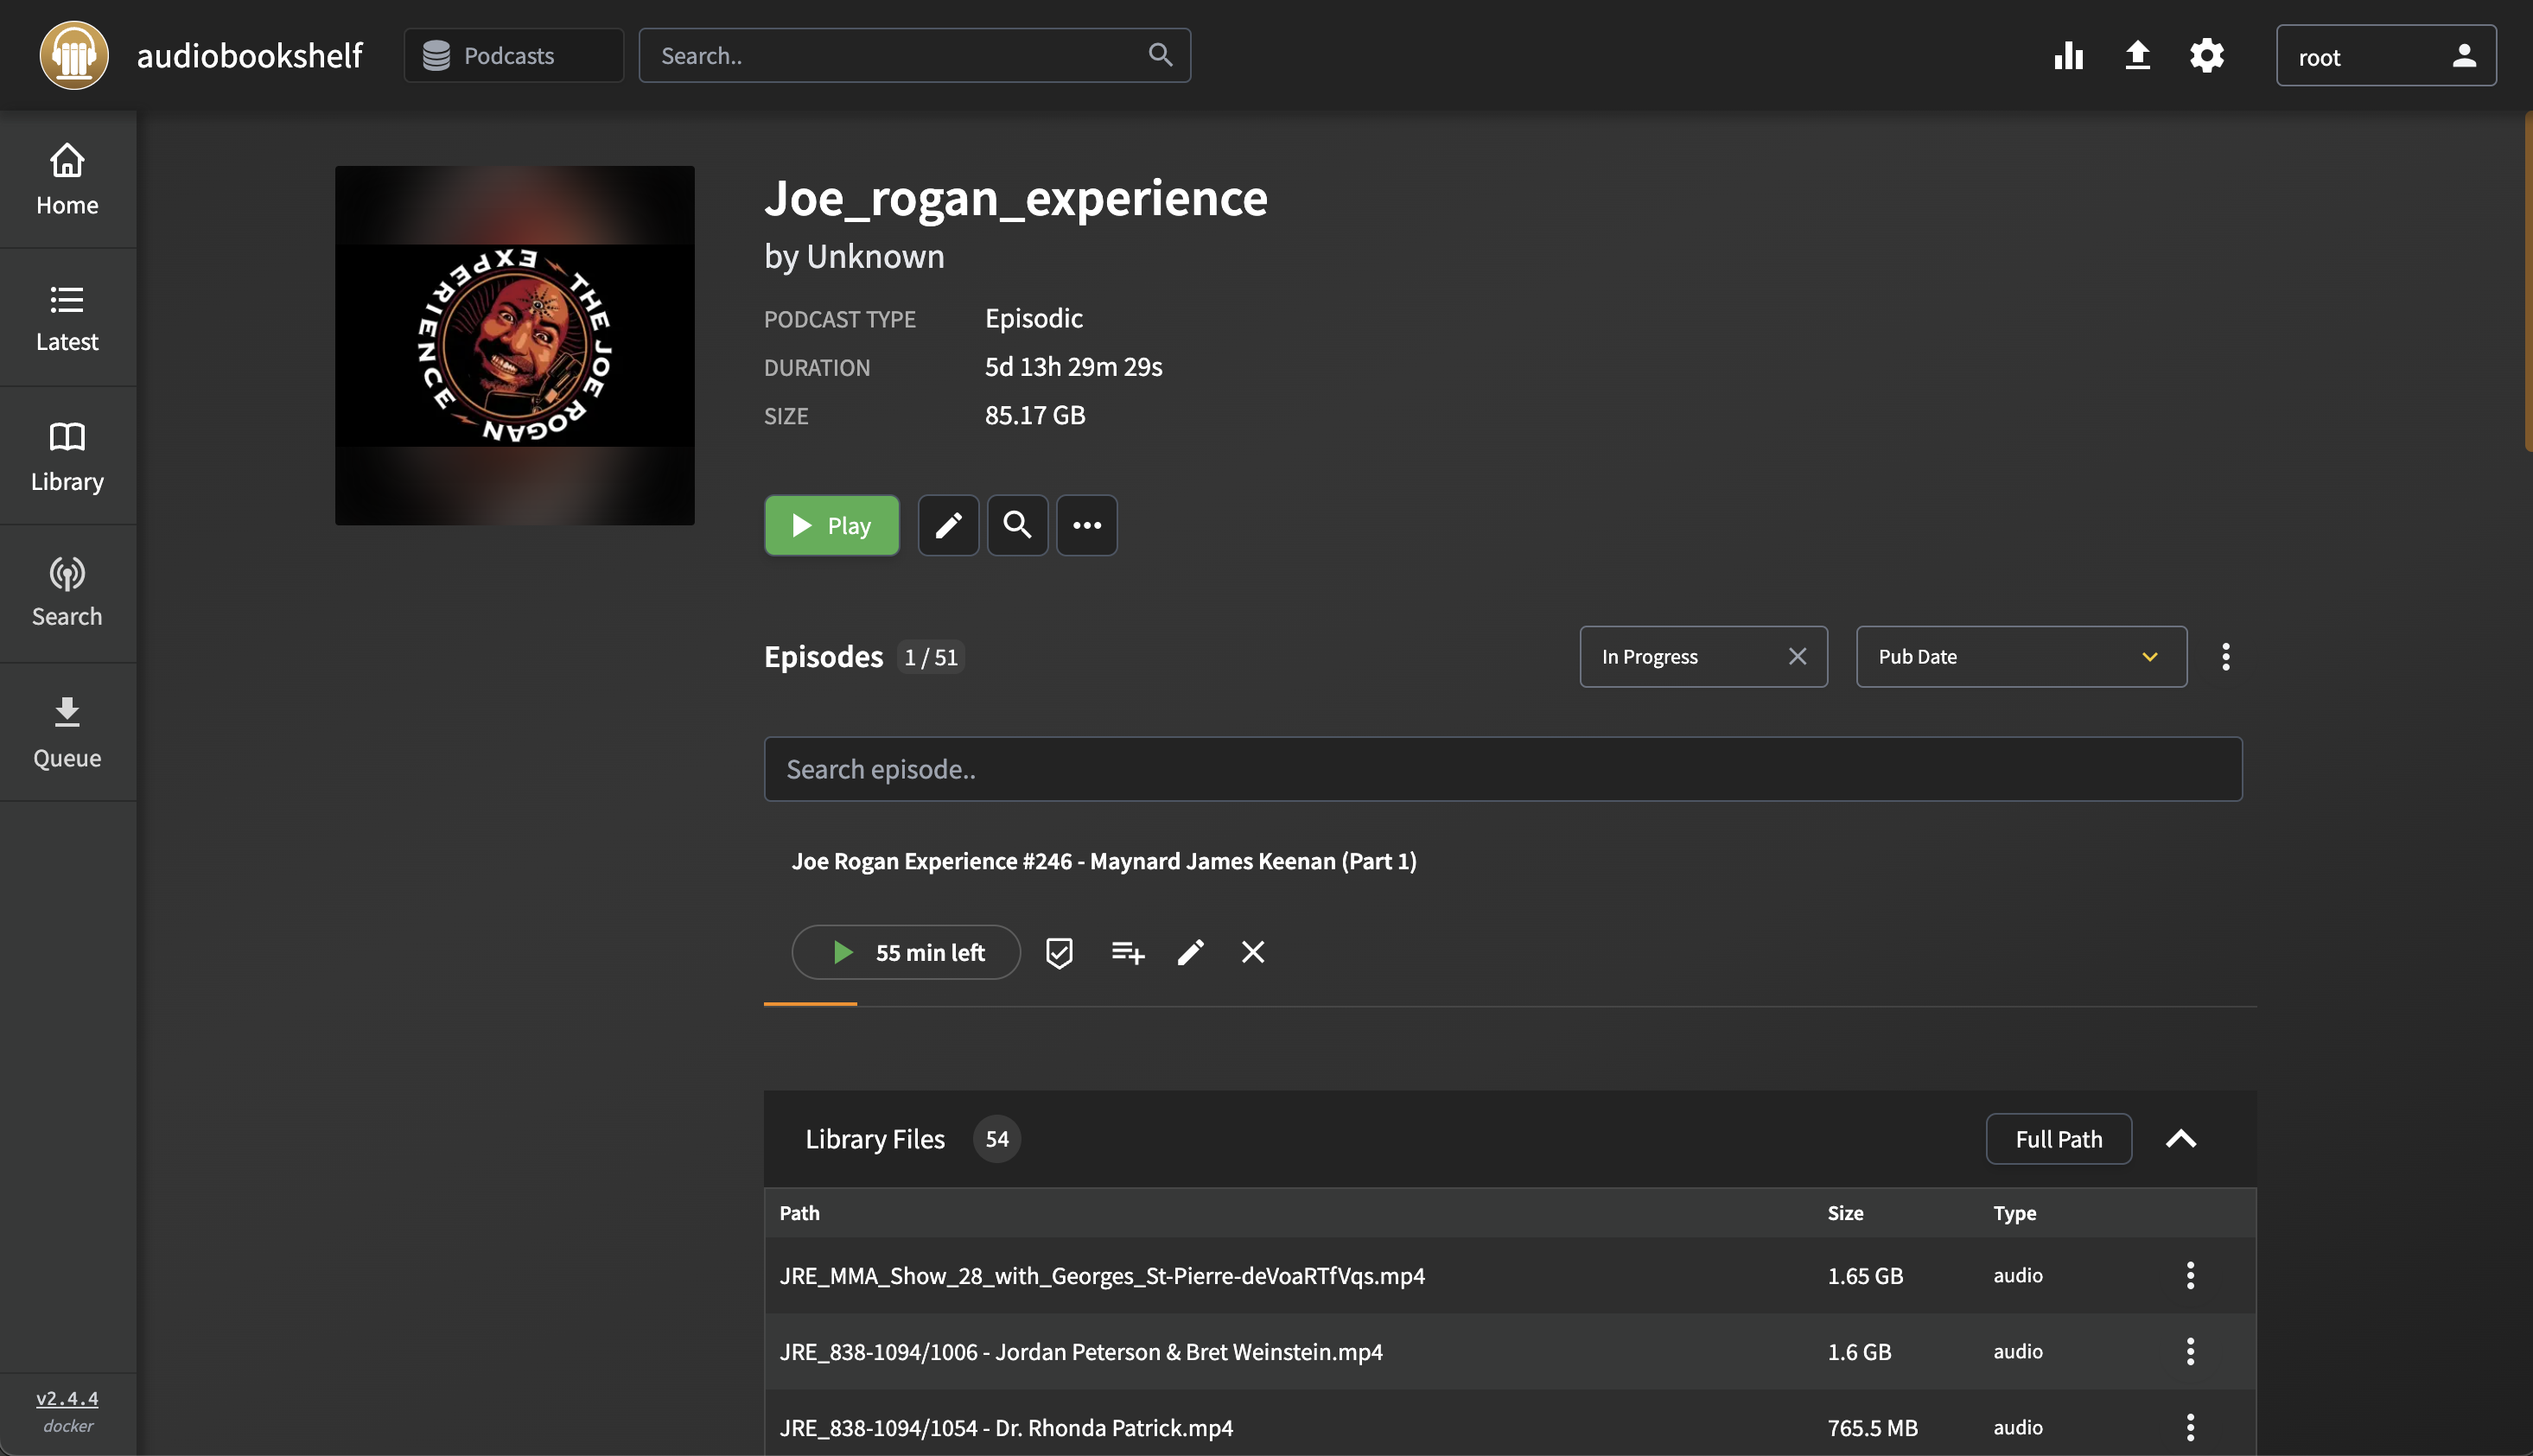 audiobookshelf
Podcasts
Search..
root
Home
Latest
Library
Search
Queue
v2.4.4
docker
THE JOE ROGAN EXPERIENCE
Joe_rogan_experience
by Unknown
PODCAST TYPE Episodic
DURATION 5d 13h 29m 29s
SIZE 85.17 GB
Play
Episodes 1 / 51
In Progress
Pub Date
Search episode..
Joe Rogan Experience #246 - Maynard James Keenan (Part 1)
55 min left
Library Files 54
Full Path
Path Size Type
JRE_MMA_Show_28_with_Georges_St-Pierre-deVoaRTfVqs.mp4 1.65 GB audio
JRE_838-1094/1006 - Jordan Peterson & Bret Weinstein.mp4 1.6 GB audio
JRE_838-1094/1054 - Dr. Rhonda Patrick.mp4 765.5 MB audio